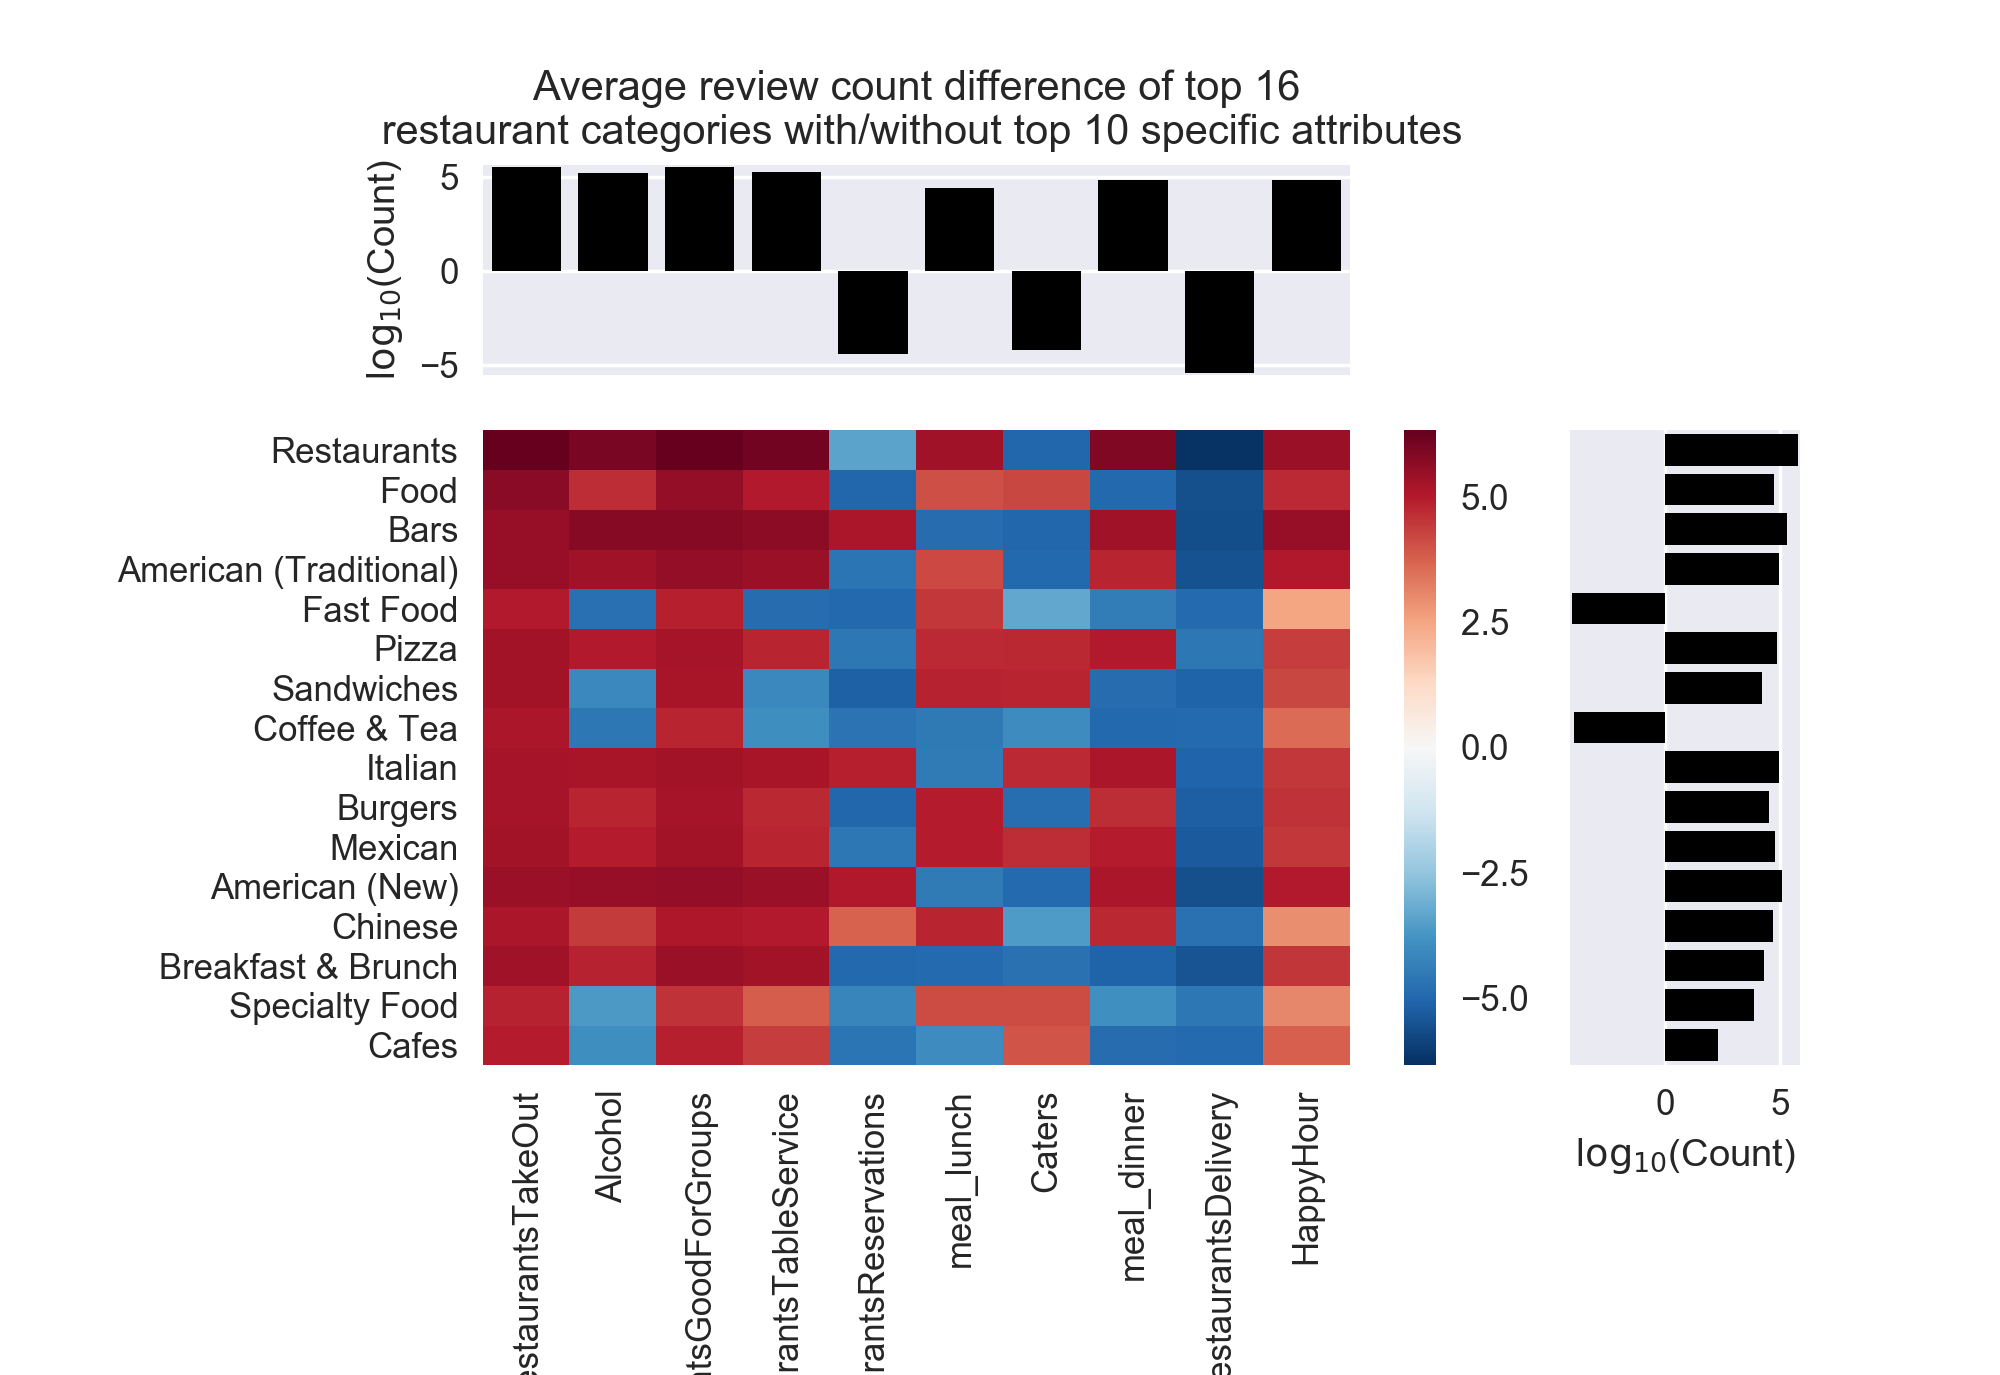 Average review count difference of top 16
restaurant categories with/without top 10 specific attributes
log₁₀(Count)
5
0
−5
Restaurants
Food
Bars
American (Traditional)
Fast Food
Pizza
Sandwiches
Coffee & Tea
Italian
Burgers
Mexican
American (New)
Chinese
Breakfast & Brunch
Specialty Food
Cafes
5.0
2.5
0.0
−2.5
−5.0
0
5
log₁₀(Count)
estaurantsTakeOut
Alcohol
ntsGoodForGroups
rantsTableService
rantsReservations
meal_lunch
Caters
meal_dinner
estaurantsDelivery
HappyHour